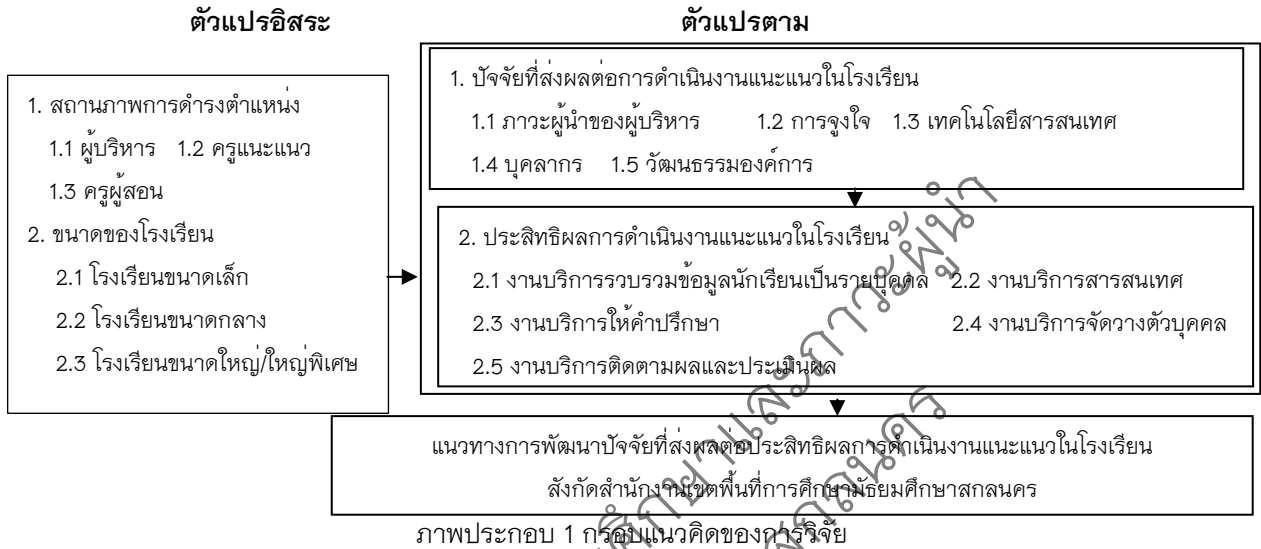 ตัวแปรอิสระ
ตัวแปรตาม
1. สถานภาพการดำรงตำแหน่ง
1.1 ผู้บริหาร 1.2 ครูแนะแนว
1.3 ครูผู้สอน
2. ขนาดของโรงเรียน
2.1 โรงเรียนขนาดเล็ก
2.2 โรงเรียนขนาดกลาง
2.3 โรงเรียนขนาดใหญ่/ใหญ่พิเศษ
1. ปัจจัยที่ส่งผลต่อการดำเนินงานแนะแนวในโรงเรียน
1.1 ภาวะผู้นำของผู้บริหาร 1.2 การจูงใจ 1.3 เทคโนโลยีสารสนเทศ
1.4 บุคลากร 1.5 วัฒนธรรมองค์การ
2. ประสิทธิผลการดำเนินงานแนะแนวในโรงเรียน
2.1 งานบริการรวบรวมข้อมูลนักเรียนเป็นรายบุคคล 2.2 งานบริการสารสนเทศ
2.3 งานบริการให้คำปรึกษา 2.4 งานบริการจัดวางตัวบุคคล
2.5 งานบริการติดตามผลและประเมินผล
แนวทางการพัฒนาปัจจัยที่ส่งผลต่อประสิทธิผลการดำเนินงานแนะแนวในโรงเรียน
สังกัดสำนักงานเขตพื้นที่การศึกษามัธยมศึกษาสกลนคร
ภาพประกอบ 1 กรอบแนวคิดของการวิจัย